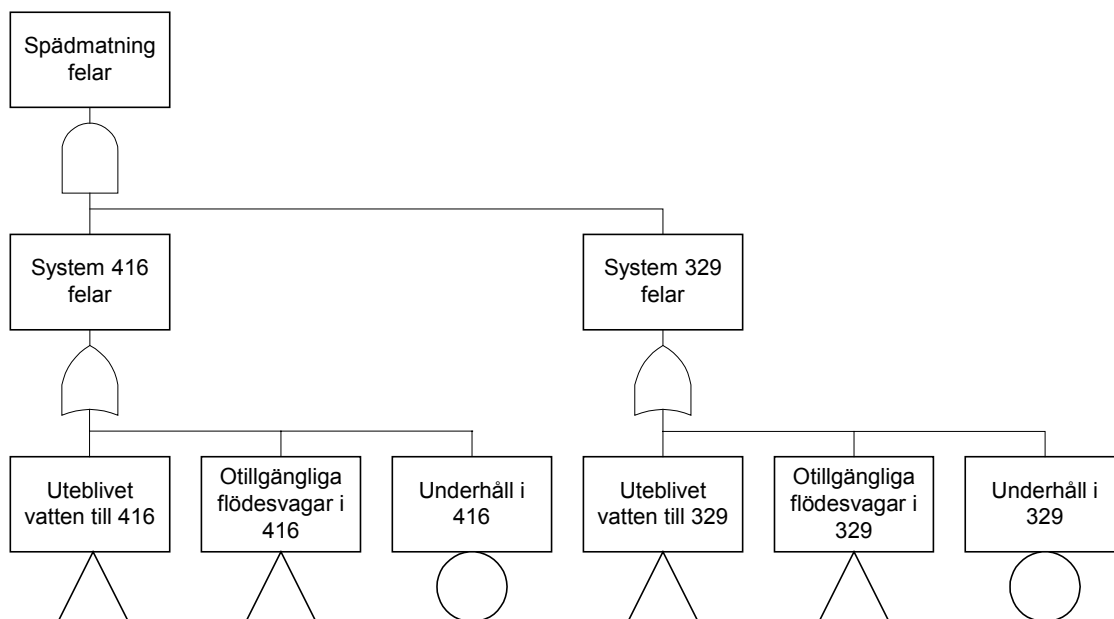 Spädmatning
felar
System 416
felar
System 329
felar
Uteblivet
vatten till 416
Otillgängliga
flödesvagar i
416
Underhåll i
416
Uteblivet
vatten till 329
Otillgängliga
flödesvagar i
329
Underhåll i
329